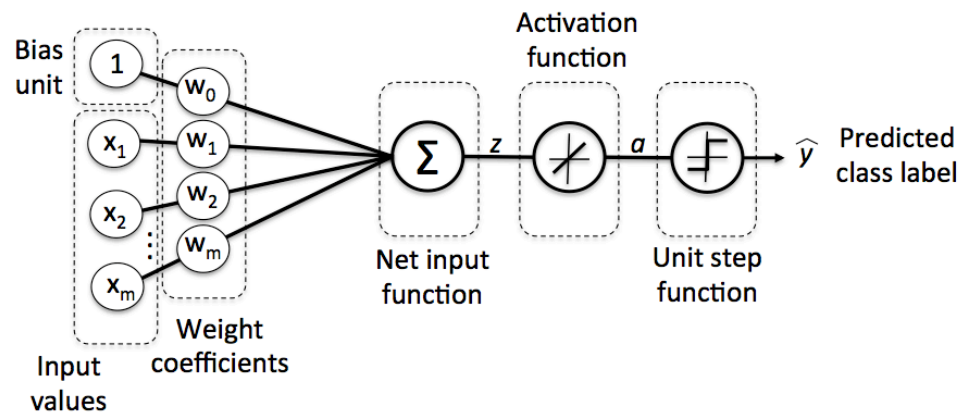 Bias
unit
1
x1
x2
⋮
xm
Input
values
w0
w1
w2
wm
Weight
coefficients
Σ
Net input
function
z
Activation
function
a
Unit step
function
ŷ
Predicted
class label